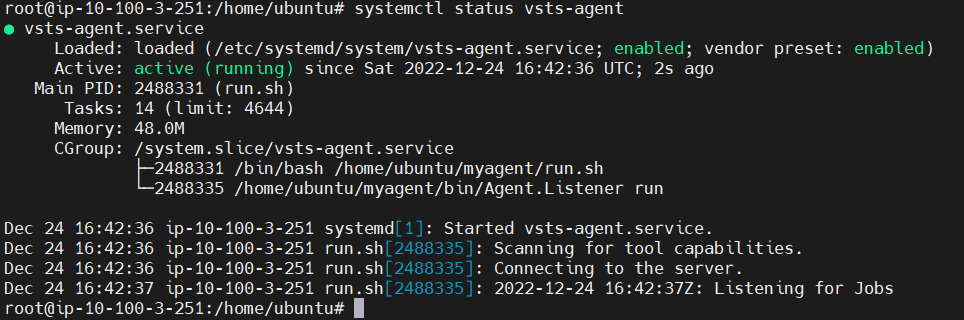 root@ip-10-100-3-251:/home/ubuntu# systemctl status vsts-agent
● vsts-agent.service
Loaded: loaded (/etc/systemd/system/vsts-agent.service; enabled; vendor preset: enabled)
Active: active (running) since Sat 2022-12-24 16:42:36 UTC; 2s ago
Main PID: 2488331 (run.sh)
Tasks: 14 (limit: 4644)
Memory: 48.0M
CGroup: /system.slice/vsts-agent.service
├─2488331 /bin/bash /home/ubuntu/myagent/run.sh
└─2488335 /home/ubuntu/myagent/bin/Agent.Listener run
Dec 24 16:42:36 ip-10-100-3-251 systemd[1]: Started vsts-agent.service.
Dec 24 16:42:36 ip-10-100-3-251 run.sh[2488335]: Scanning for tool capabilities.
Dec 24 16:42:36 ip-10-100-3-251 run.sh[2488335]: Connecting to the server.
Dec 24 16:42:37 ip-10-100-3-251 run.sh[2488335]: 2022-12-24 16:42:37Z: Listening for Jobs
root@ip-10-100-3-251:/home/ubuntu#